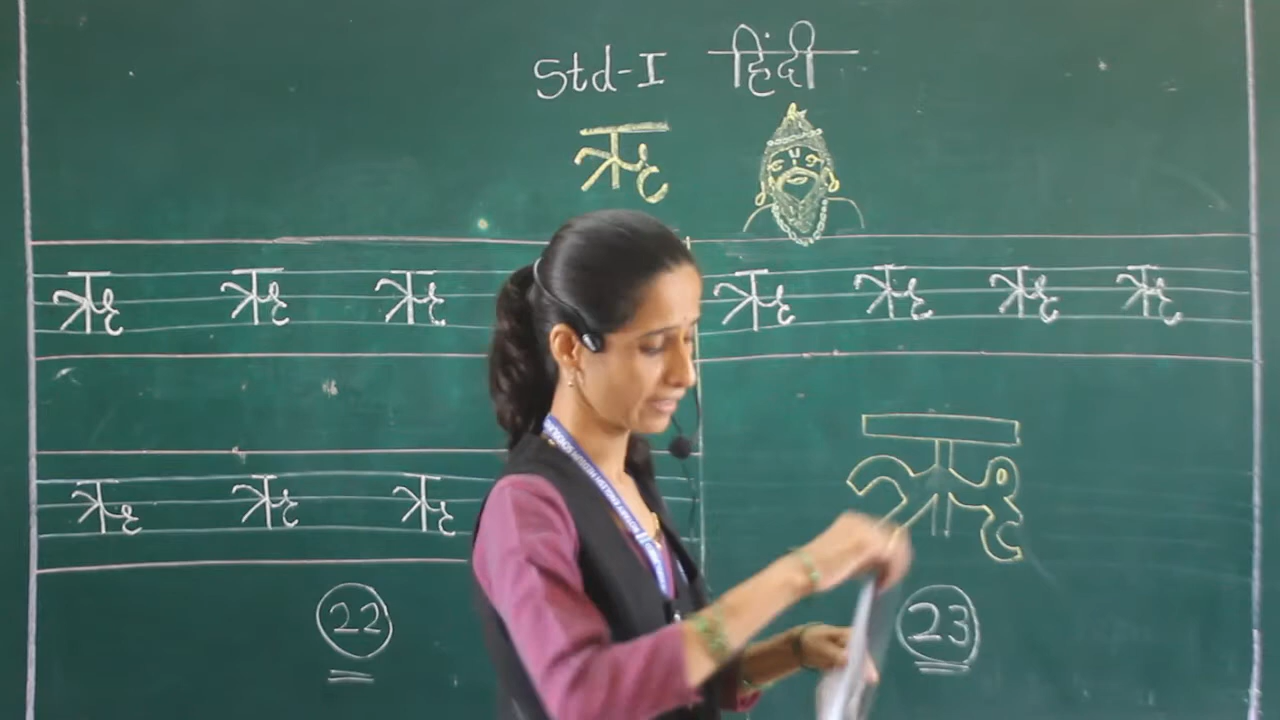 Std-I हिंदी
ऋ
ऋ ऋ ऋ ऋ ऋ ऋ ऋ
ऋ ऋ ऋ
ऋ
22 23